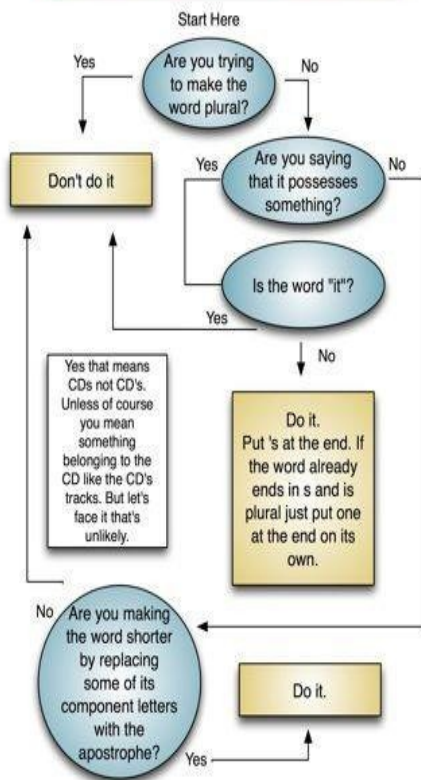 Start Here
Are you trying
to make the
word plural?
Yes
No
Don't do it
Are you saying
that it possesses
something?
Yes
No
Is the word "it"?
Yes
No
Yes that means
CDs not CD's.
Unless of course
you mean
something
belonging to the
CD like the CD's
tracks. But let's
face it that's
unlikely.
Do it.
Put 's at the end. If
the word already
ends in s and is
plural just put one
at the end on its
own.
No
Are you making
the word shorter
by replacing
some of its
component letters
with the
apostrophe?
Yes
Do it.